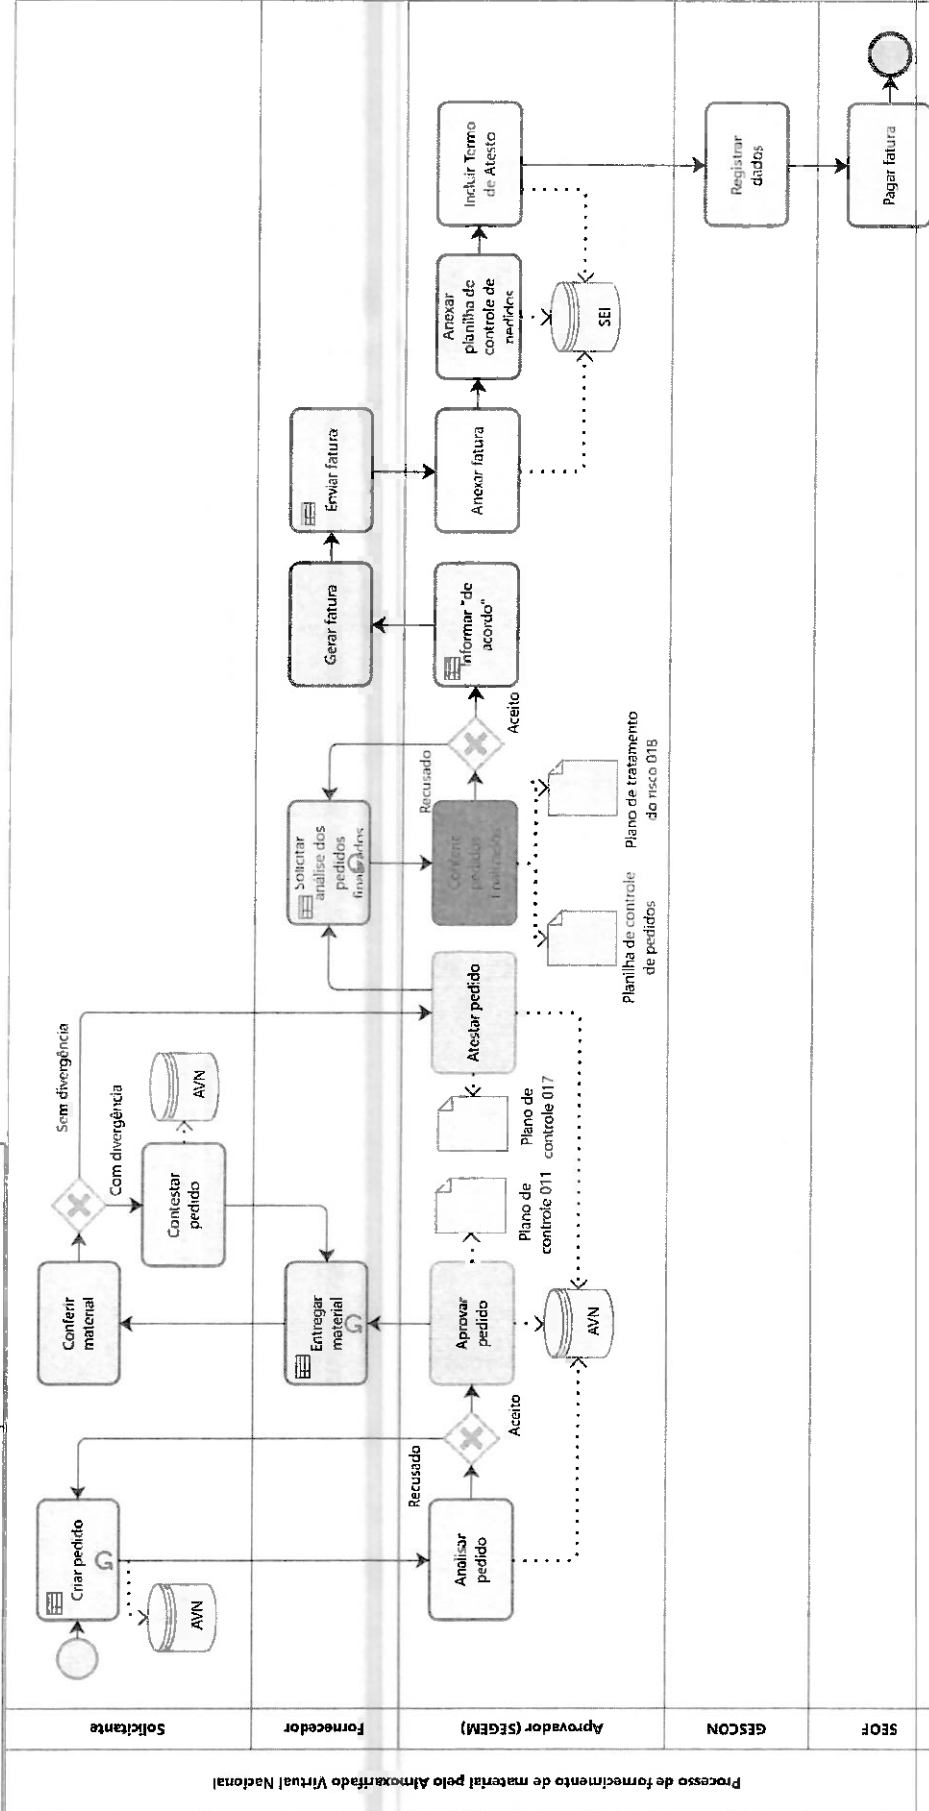 Processo de fornecimento de material pelo Almoxarifado Virtual Nacional
Solicitante
Criar pedido
AVN
Conferir
material
Com divergência
Sem divergência
Contestar
pedido
AVN
Fornecedor
Entregar
material
Solicitar
análise dos
pedidos
finalizados
Gerar fatura
Enviar fatura
Aprovador (SEGEM)
Analisar
pedido
Recusado
Aceito
Aprovar
pedido
AVN
Plano de
controle 011
Plano de
controle 017
Atestar pedido
Conferir
pedidos
finalizados
Planilha de controle
de pedidos
Plano de tratamento
do risco 018
Recusado
Aceito
Informar "de
acordo"
Anexar fatura
Anexar
planilha de
controle de
pedidos
Incluir Termo
de Atesto
SEI
GESCON
Registrar
dados
SEOF
Pagar fatura